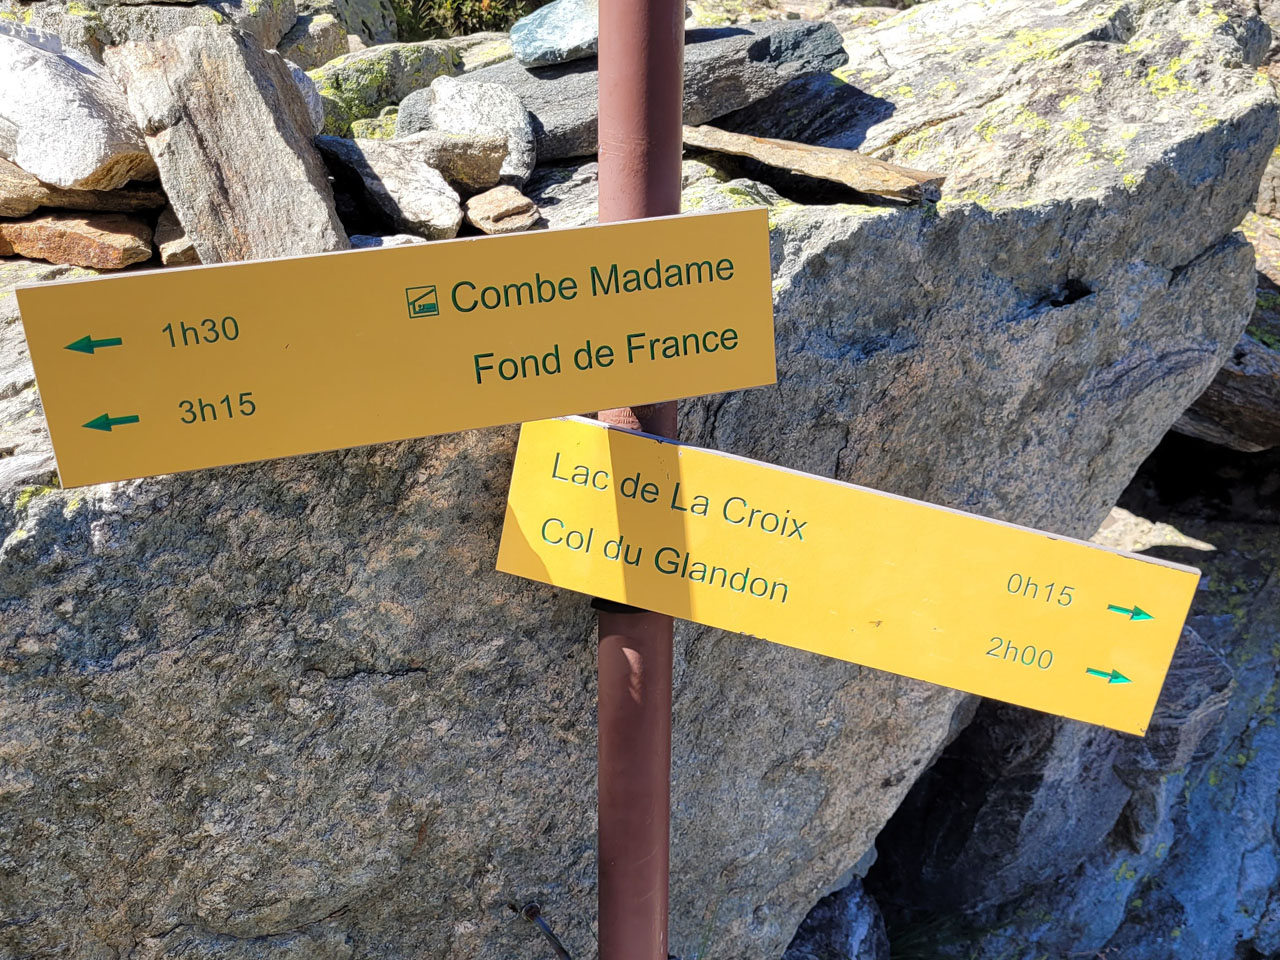 1h30 Combe Madame
3h15 Fond de France
Lac de La Croix 0h15
Col du Glandon 2h00